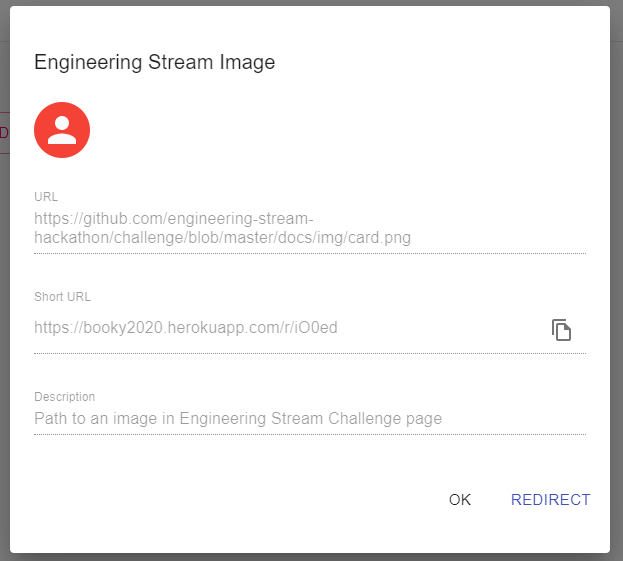 Engineering Stream Image
D
URL
https://github.com/engineering-stream-
hackathon/challenge/blob/master/docs/img/card.png
Short URL
https://booky2020.herokuapp.com/r/iO0ed
Description
Path to an image in Engineering Stream Challenge page
OK REDIRECT